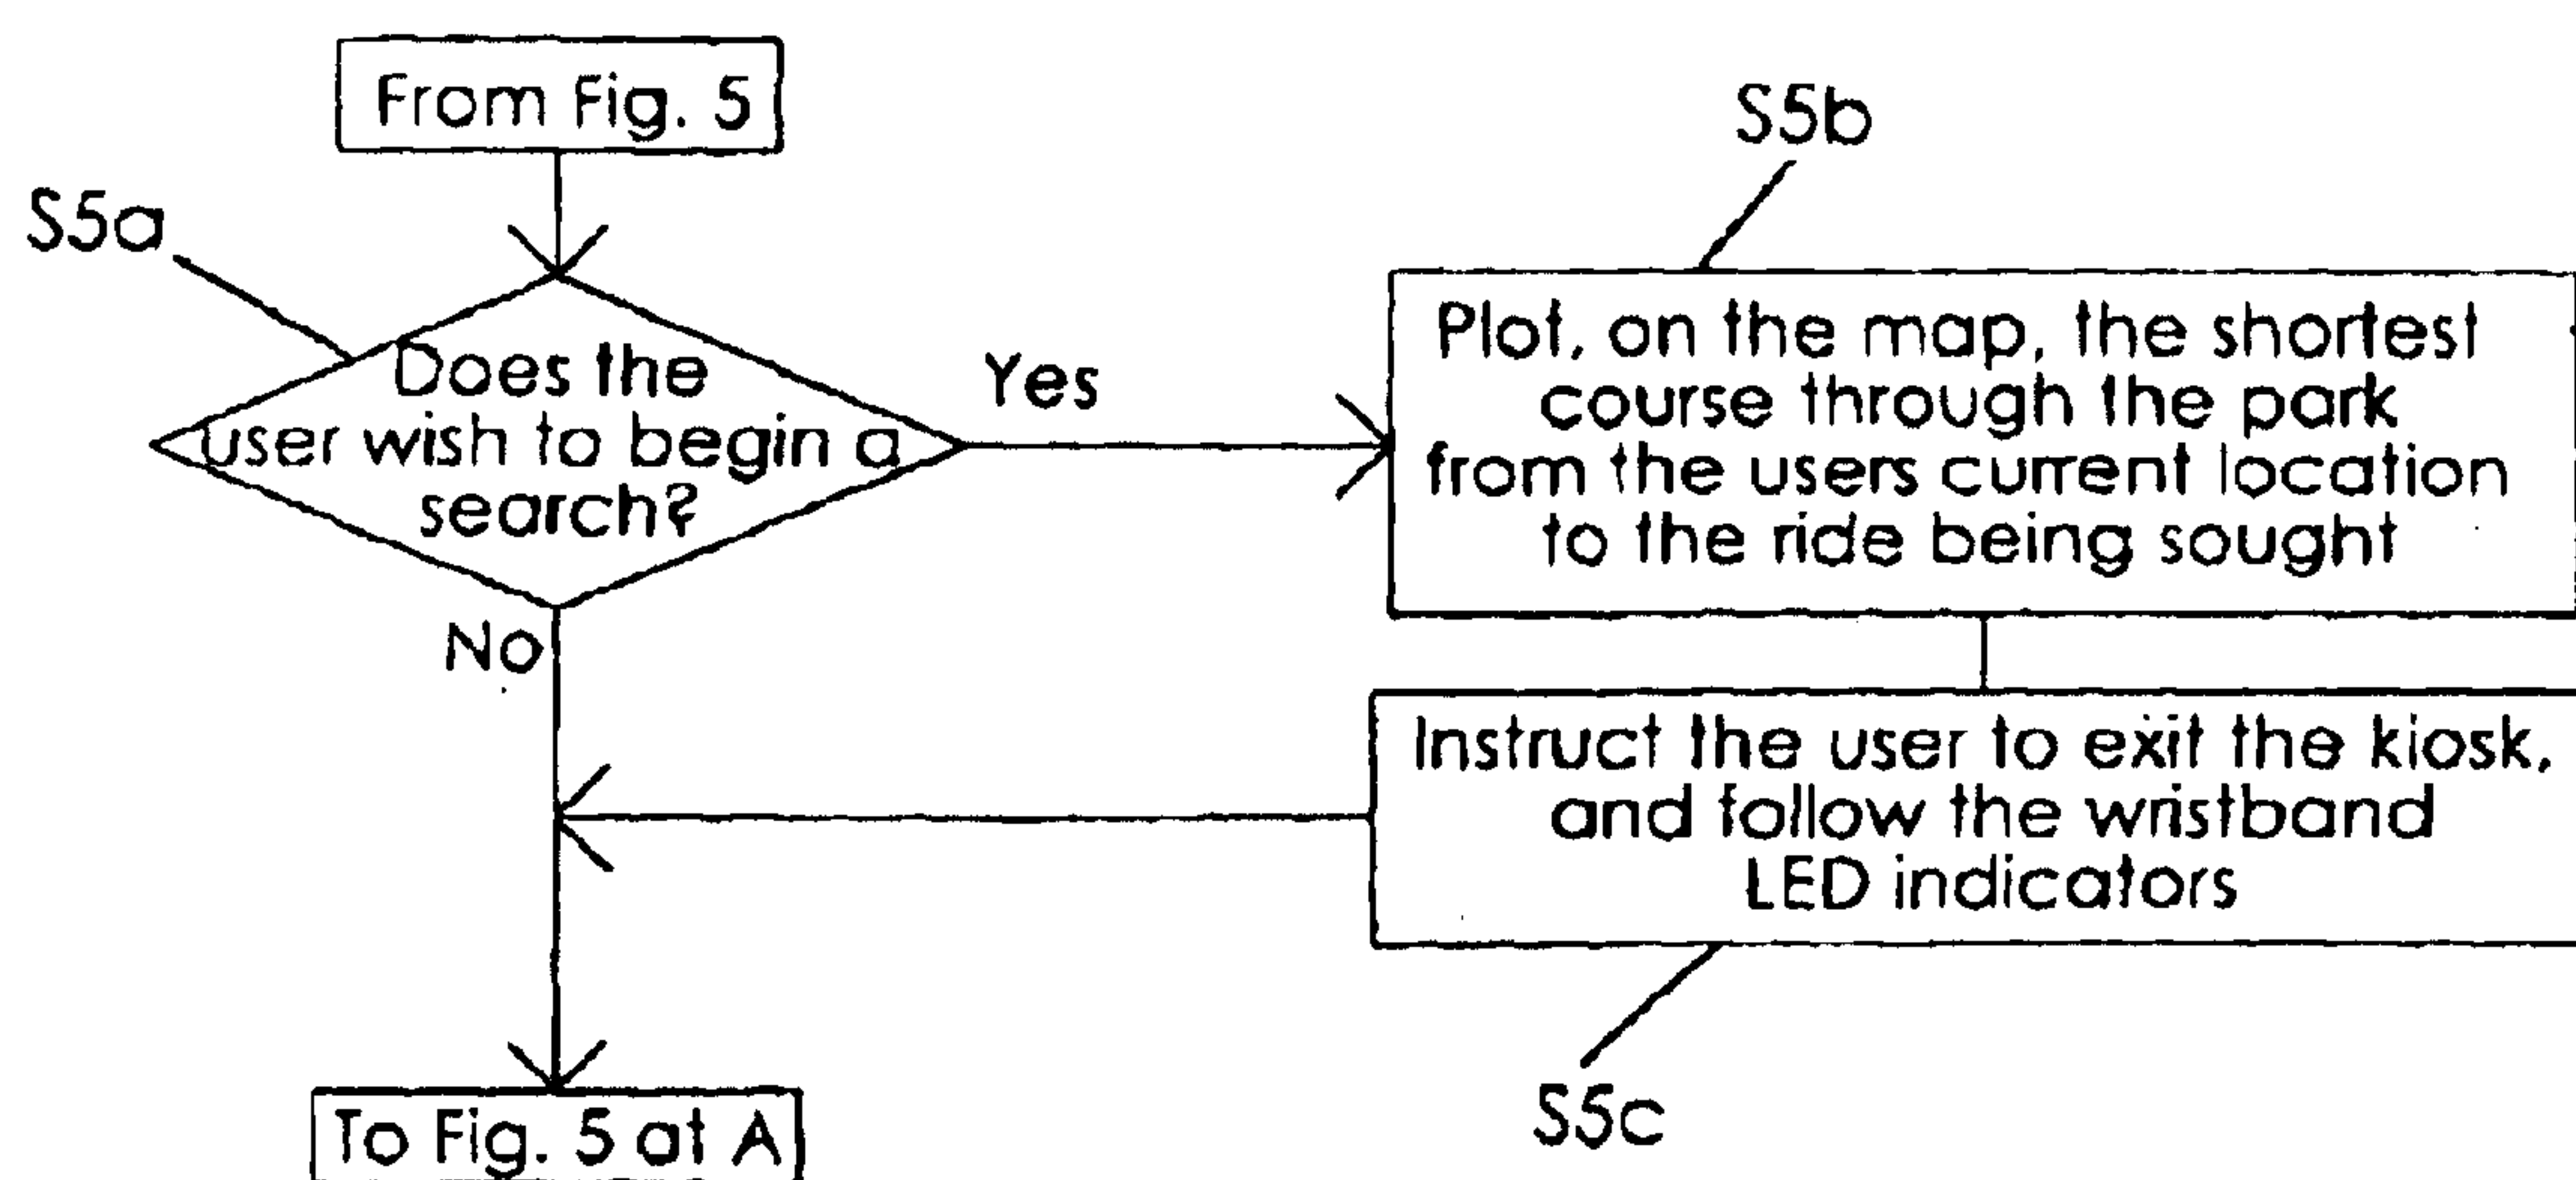 From Fig. 5
S5b
S5a
Does the
user wish to begin a
search?
Yes
Plot, on the map, the shortest
course through the park
from the users current location
to the ride being sought
No
Instruct the user to exit the kiosk,
and follow the wristband
LED indicators
S5c
To Fig. 5 at A